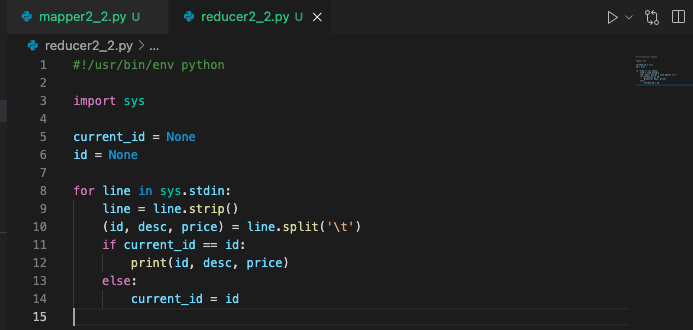 mapper2_2.py U reducer2_2.py U
reducer2_2.py > ...
1 #!/usr/bin/env python
2
3 import sys
4
5 current_id = None
6 id = None
7
8 for line in sys.stdin:
9     line = line.strip()
10     (id, desc, price) = line.split('\t')
11     if current_id == id:
12         print(id, desc, price)
13     else:
14         current_id = id
15